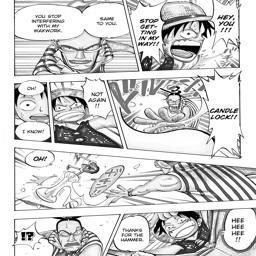 HEY,
YOU
!!!
STOP
GET-
TING IN
MY
WAY!!
SAME TO
YOU.
YOU STOP
INTERFERING
WITH MY
WAXWORK.
CANDLE
LOCK!!
NOT
AGAIN
!!
OH!
I KNOW!
OH!
HEE
HEE
HEE
!!
THANKS
FOR THE
HAMMER.
!?